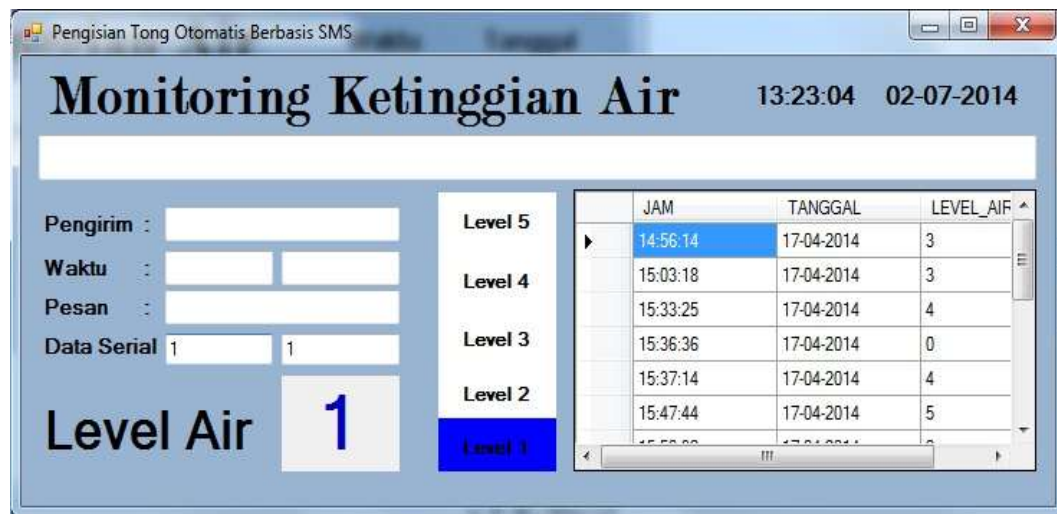 Pengisian Tong Otomatis Berbasis SMS
Monitoring Ketinggian Air 13:23:04 02-07-2014
Pengirim :
Waktu :
Pesan :
Data Serial 1 1
Level Air 1
Level 5
Level 4
Level 3
Level 2
Level 1
JAM TANGGAL LEVEL_AIR
14:56:14 17-04-2014 3
15:03:18 17-04-2014 3
15:33:25 17-04-2014 4
15:36:36 17-04-2014 0
15:37:14 17-04-2014 4
15:47:44 17-04-2014 5